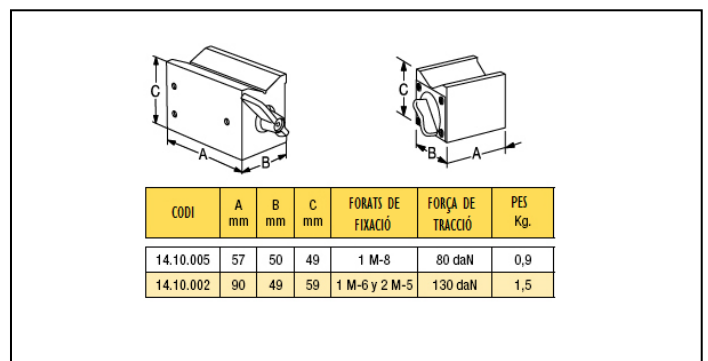 C
A
B
C
B
A
CODI A mm B mm C mm FORATS DE FIXACIÓ FORÇA DE TRACCIÓ PES Kg.
14.10.005 57 50 49 1 M-8 80 daN 0,9
14.10.002 90 49 59 1 M-6 y 2 M-5 130 daN 1,5